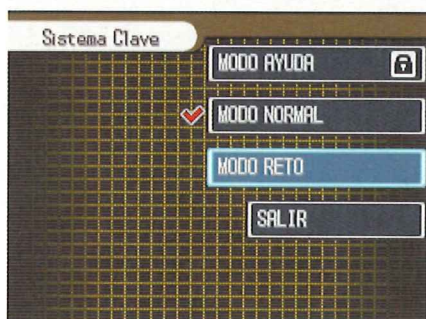 Sistema Clave
MODO AYUDA
MODO NORMAL
MODO RETO
SALIR